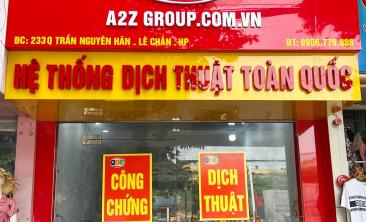 A2Z GROUP.COM.VN
ĐC: 233Q TRẦN NGUYÊN HÃN . LÊ CHÂN . HP
ĐT: 0966.779.888
HỆ THỐNG DỊCH THUẬT TOÀN QUỐC
CÔNG
CHỨNG
DỊCH
THUẬT